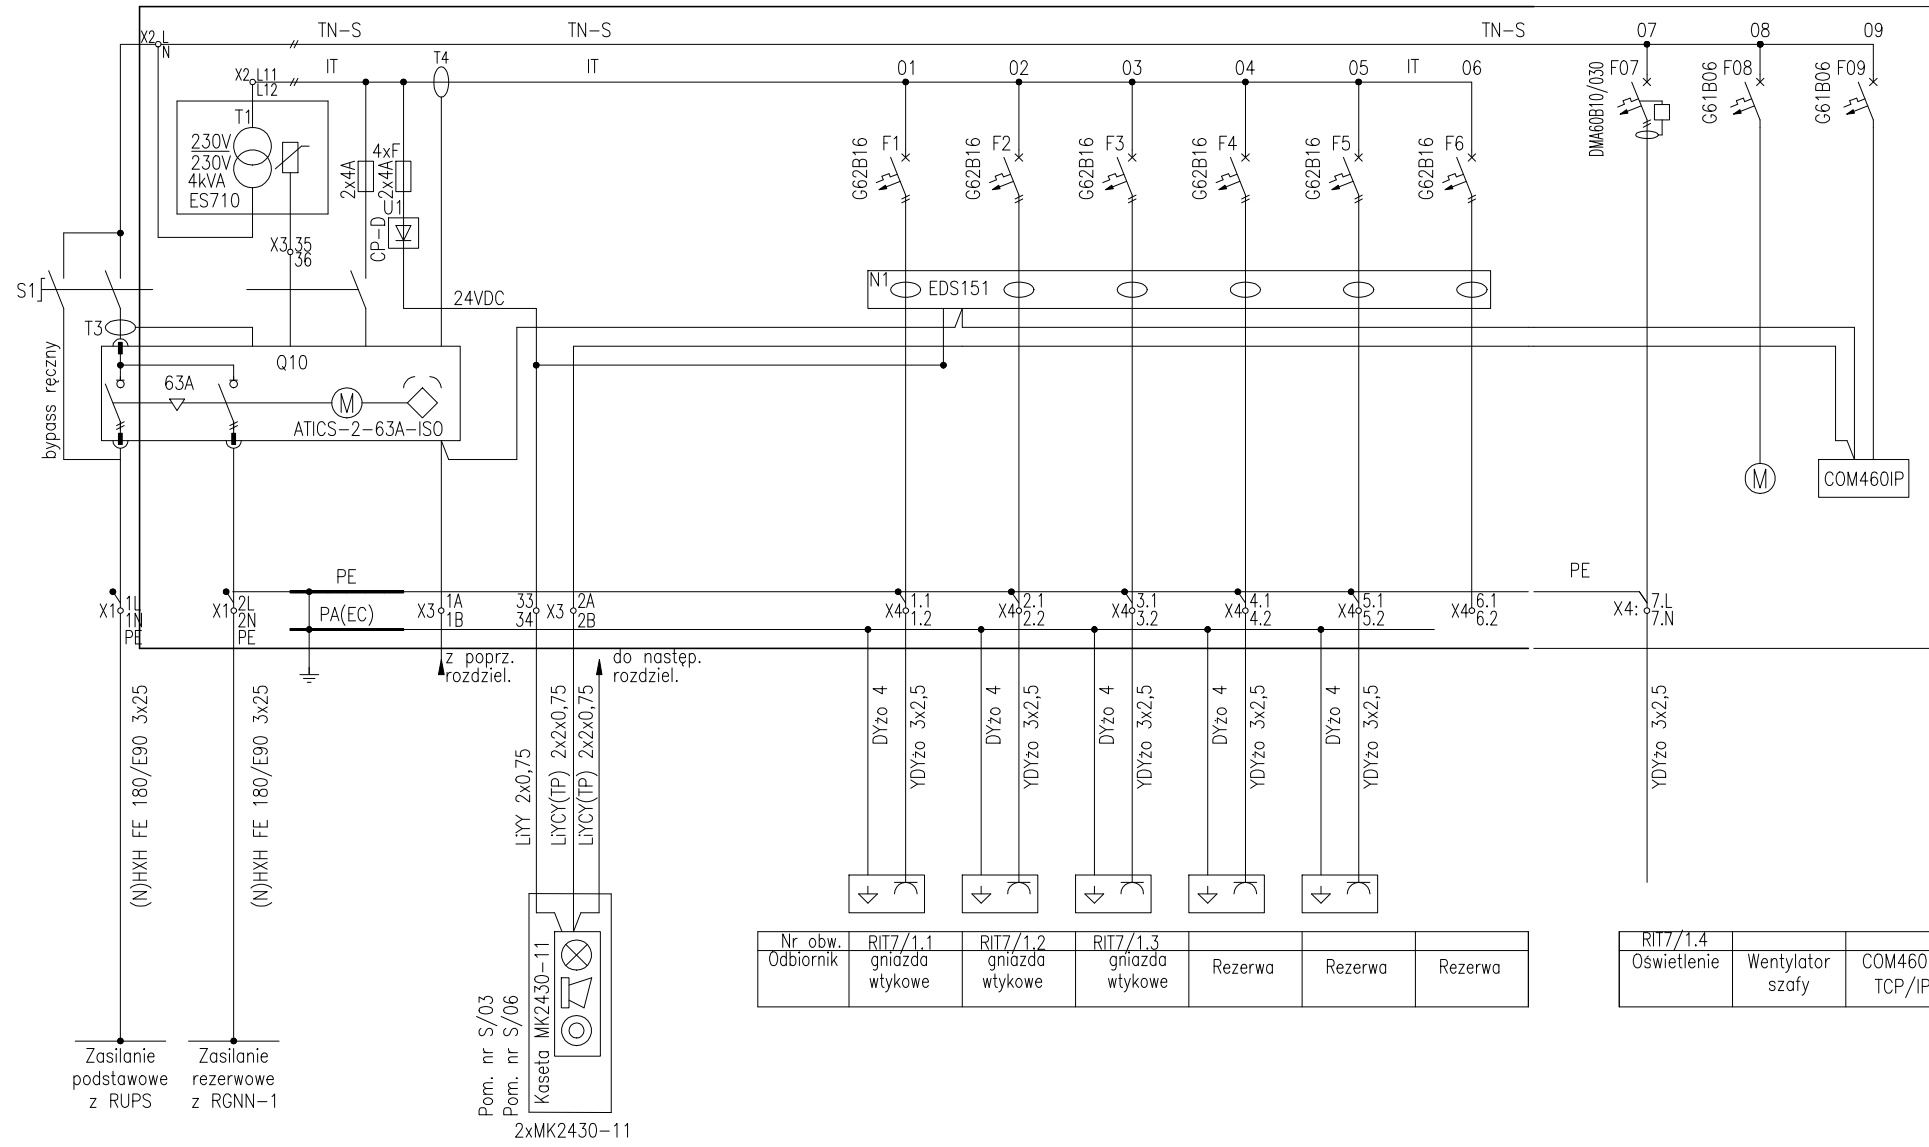 TN-S
TN-S
TN-S
07
08
09
X2
L
N
IT
T4
IT
01
02
03
04
05
IT
06
X2
L11
L12
F07
F08
F09
DMA60B10/030
G61B06
G61B06
T1
230V
230V
4kVA
ES710
2x4A
4xF
2x4A
U1
CP-D
X3
35
36
G62B16
F1
G62B16
F2
G62B16
F3
G62B16
F4
G62B16
F5
G62B16
F6
S1
24VDC
N1
EDS151
T3
bypass ręczny
Q10
63A
M
ATICS-2-63A-ISO
M
COM460IP
PE
PE
X1
1L
1N
PE
X1
2L
2N
PE
PA(EC)
X3
1A
1B
33
34
X3
2A
2B
X4
1.1
1.2
X4
2.1
2.2
X4
3.1
3.2
X4
4.1
4.2
X4
5.1
5.2
X4
6.1
6.2
X4:
7.L
7.N
z poprz.
rozdziel.
do następ.
rozdziel.
(N)HXH FE 180/E90 3x25
(N)HXH FE 180/E90 3x25
LiYY 2x0,75
LiYCY(TP) 2x2x0,75
LiYCY(TP) 2x2x0,75
DYżo 4
YDYżo 3x2,5
DYżo 4
YDYżo 3x2,5
DYżo 4
YDYżo 3x2,5
DYżo 4
YDYżo 3x2,5
DYżo 4
YDYżo 3x2,5
YDYżo 3x2,5
Nr obw.
RIT7/1.1
RIT7/1.2
RIT7/1.3
RIT7/1.4
Odbiornik
gniazda
wtykowe
gniazda
wtykowe
gniazda
wtykowe
Rezerwa
Rezerwa
Rezerwa
Oświetlenie
Wentylator
szafy
COM460
TCP/IP
Pom. nr S/03
Pom. nr S/06
Kaseta MK2430-11
2xMK2430-11
Zasilanie
podstawowe
z RUPS
Zasilanie
rezerwowe
z RGNN-1